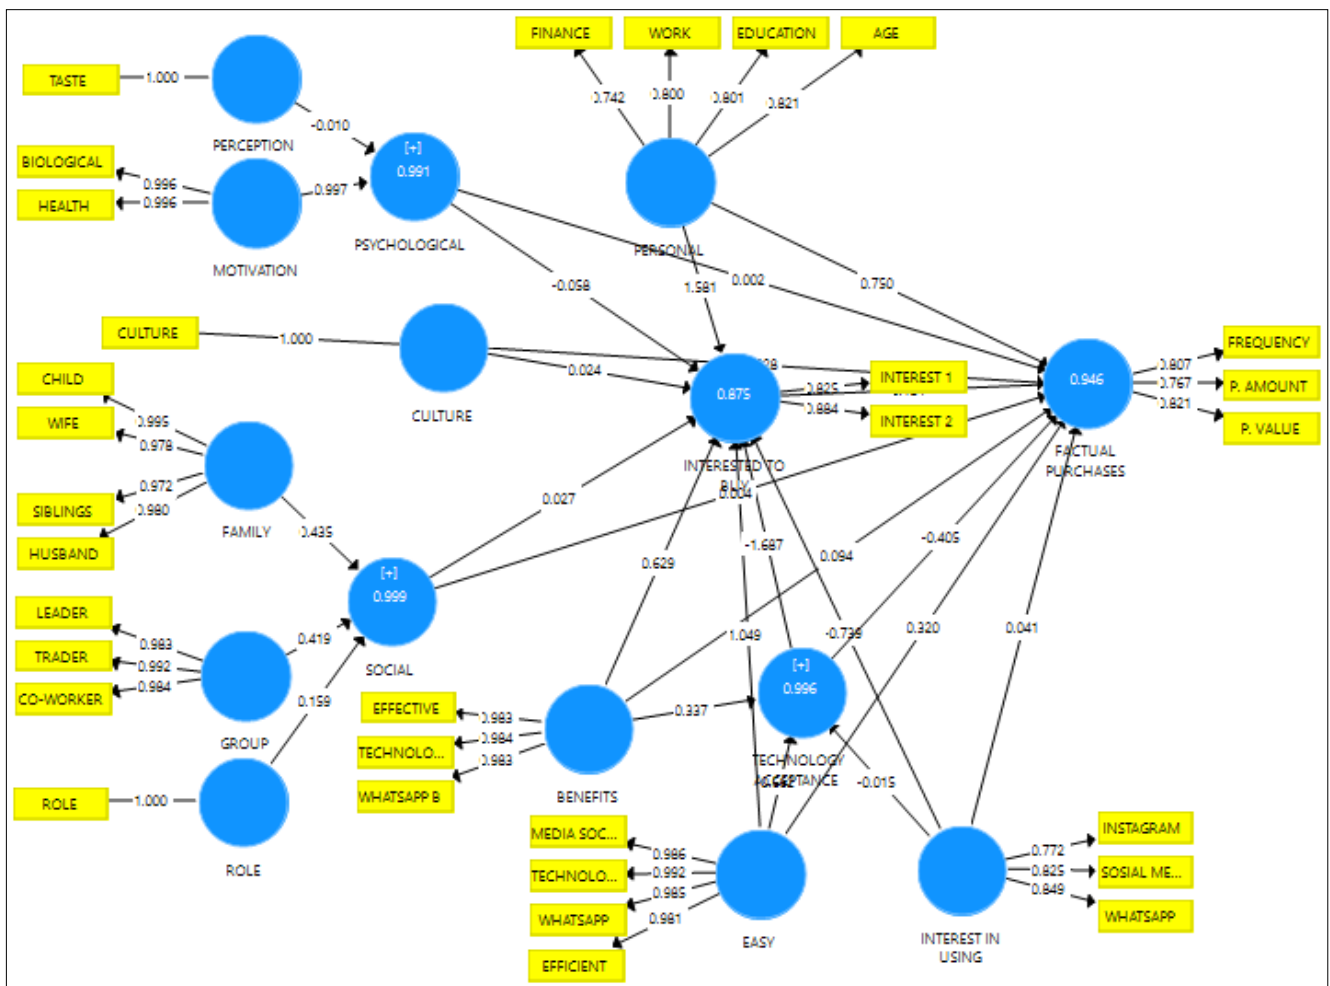 FINANCE
WORK
EDUCATION
AGE
TASTE
1.000
PERCEPTION
-0.010
0.742
0.800
0.801
0.821
BIOLOGICAL
HEALTH
0.996
0.996
MOTIVATION
0.997
[+]
0.991
PSYCHOLOGICAL
PERSONAL
-0.058
0.002
1.581
0.750
CULTURE
1.000
CULTURE
0.024
0.875
INTERESTED TO
BUY
0.825
0.884
INTEREST 1
INTEREST 2
0.946
FACTUAL
PURCHASES
0.807
0.767
0.821
FREQUENCY
P. AMOUNT
P. VALUE
CHILD
WIFE
SIBLINGS
HUSBAND
0.995
0.978
0.972
0.980
FAMILY
0.435
0.027
0.004
[+]
0.999
SOCIAL
LEADER
TRADER
CO-WORKER
0.983
0.992
0.984
GROUP
0.419
0.159
ROLE
1.000
ROLE
0.629
-1.687
0.094
-0.405
1.049
-0.739
0.320
0.041
EFFECTIVE
TECHNOLO...
WHATSAPP B
0.983
0.984
0.983
BENEFITS
0.337
[+]
0.996
TECHNOLOGY
ACCEPTANCE
-0.015
MEDIA SOC...
TECHNOLO...
WHATSAPP
EFFICIENT
0.986
0.992
0.985
0.981
EASY
INTEREST IN
USING
0.772
0.825
0.849
INSTAGRAM
SOSIAL ME...
WHATSAPP